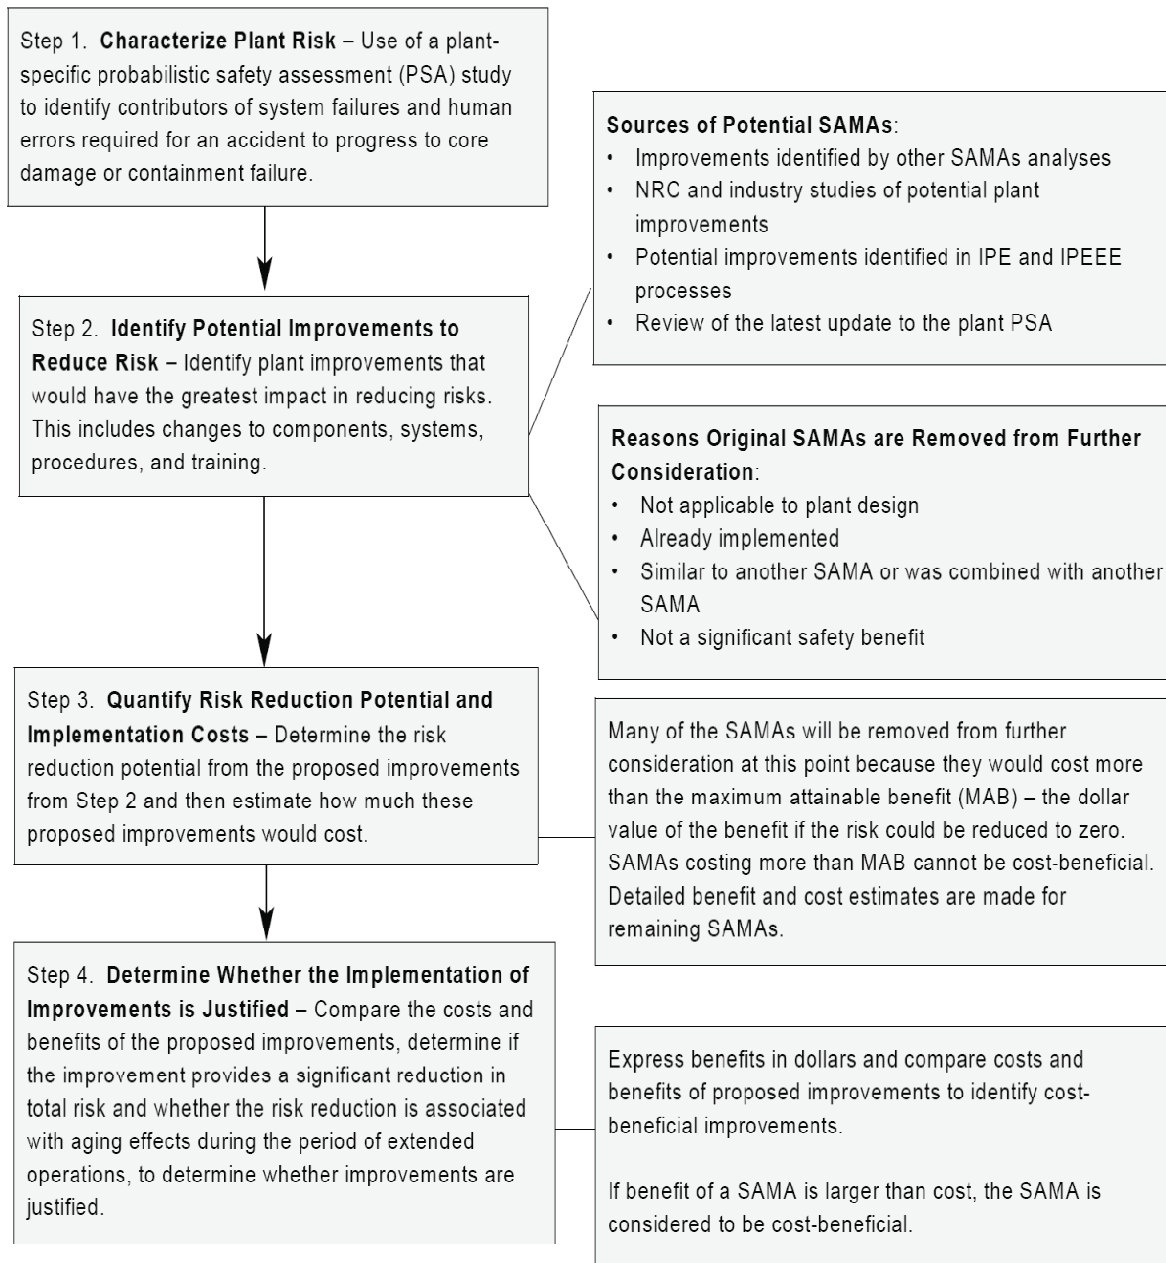 Step 1. Characterize Plant Risk – Use of a plant-
specific probabilistic safety assessment (PSA) study
to identify contributors of system failures and human
errors required for an accident to progress to core
damage or containment failure.
Sources of Potential SAMAs:
• Improvements identified by other SAMAs analyses
• NRC and industry studies of potential plant
improvements
• Potential improvements identified in IPE and IPEEE
processes
• Review of the latest update to the plant PSA
Step 2. Identify Potential Improvements to
Reduce Risk – Identify plant improvements that
would have the greatest impact in reducing risks.
This includes changes to components, systems,
procedures, and training.
Reasons Original SAMAs are Removed from Further
Consideration:
• Not applicable to plant design
• Already implemented
• Similar to another SAMA or was combined with another
SAMA
• Not a significant safety benefit
Step 3. Quantify Risk Reduction Potential and
Implementation Costs – Determine the risk
reduction potential from the proposed improvements
from Step 2 and then estimate how much these
proposed improvements would cost.
Many of the SAMAs will be removed from further
consideration at this point because they would cost more
than the maximum attainable benefit (MAB) – the dollar
value of the benefit if the risk could be reduced to zero.
SAMAs costing more than MAB cannot be cost-beneficial.
Detailed benefit and cost estimates are made for
remaining SAMAs.
Step 4. Determine Whether the Implementation of
Improvements is Justified – Compare the costs and
benefits of the proposed improvements, determine if
the improvement provides a significant reduction in
total risk and whether the risk reduction is associated
with aging effects during the period of extended
operations, to determine whether improvements are
justified.
Express benefits in dollars and compare costs and
benefits of proposed improvements to identify cost-
beneficial improvements.
If benefit of a SAMA is larger than cost, the SAMA is
considered to be cost-beneficial.